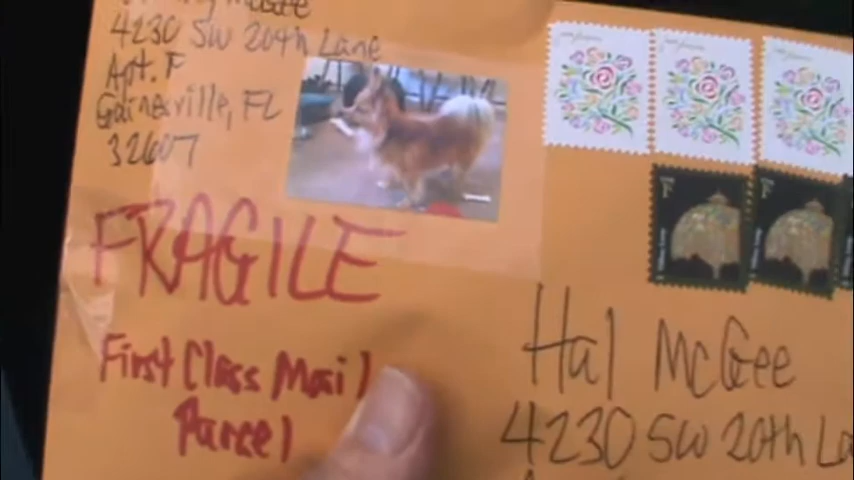 McGee
4230 SW 20th Lane
Apt. F
Gainesville, FL
32607
FRAGILE
First Class Mail
Parcel
Hal McGee
4230 SW 20th La